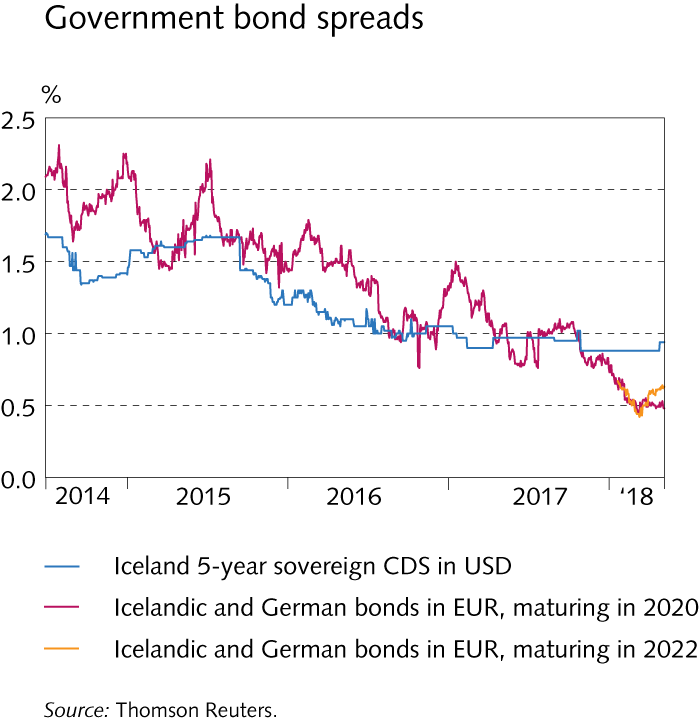 Government bond spreads
%
2.5
2.0
1.5
1.0
0.5
0.0
2014 2015 2016 2017 '18
Iceland 5-year sovereign CDS in USD
Icelandic and German bonds in EUR, maturing in 2020
Icelandic and German bonds in EUR, maturing in 2022
Source: Thomson Reuters.